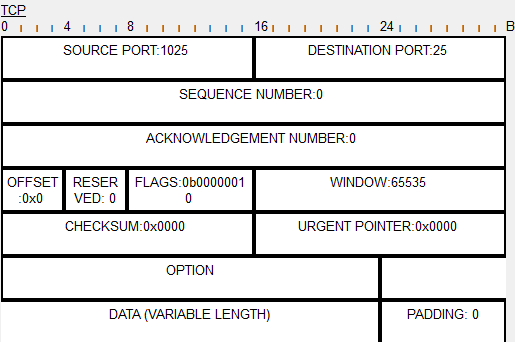 TCP
0 4 8 16 24 B
SOURCE PORT:1025 DESTINATION PORT:25
SEQUENCE NUMBER:0
ACKNOWLEDGEMENT NUMBER:0
OFFSET RESER FLAGS:0b0000001 WINDOW:65535
:0x0 VED: 0 0
CHECKSUM:0x0000 URGENT POINTER:0x0000
OPTION
DATA (VARIABLE LENGTH) PADDING: 0